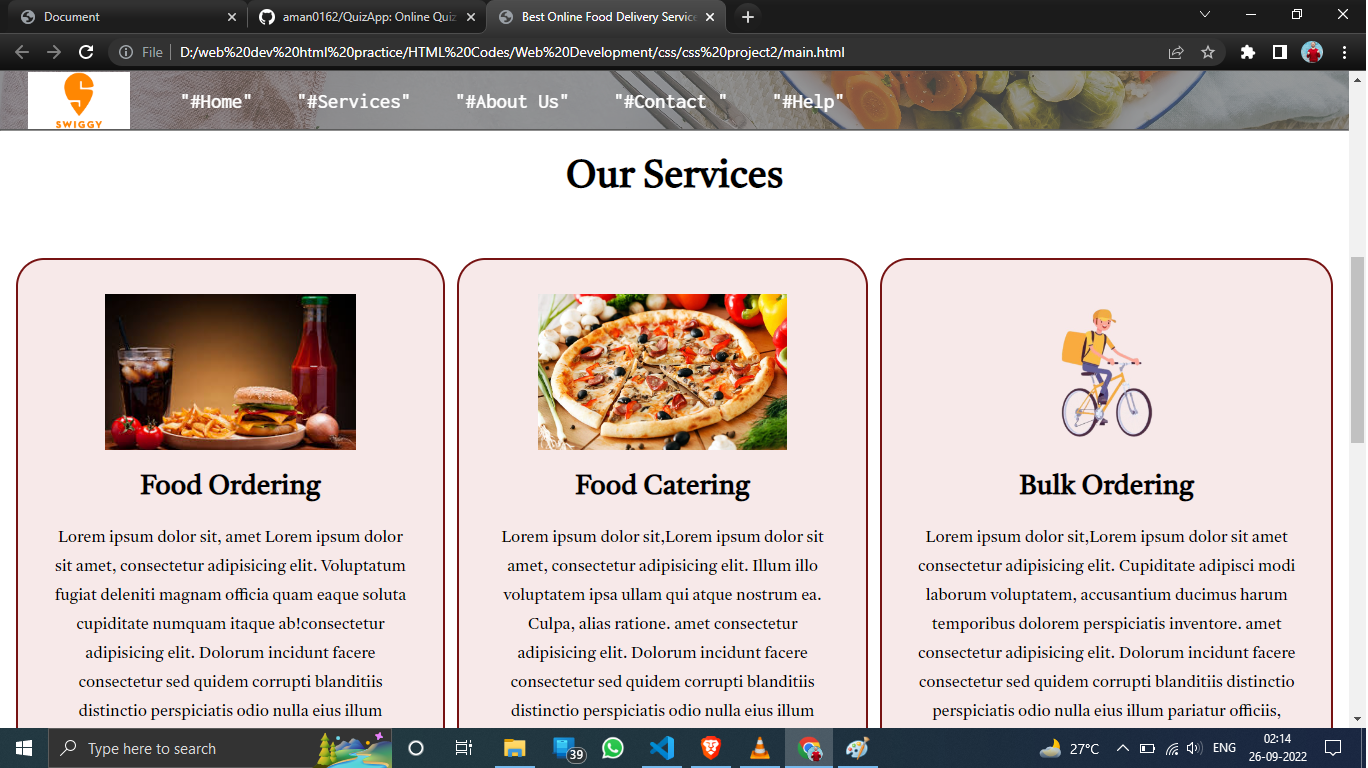 Document
aman0162/QuizApp: Online Quiz
Best Online Food Delivery Service
File
D:/web%20dev%20html%20practice/HTML%20Codes/Web%20Development/css/css%20project2/main.html
SWIGGY
"#Home" "#Services" "#About Us" "#Contact " "#Help"
Our Services
Food Ordering
Lorem ipsum dolor sit, amet Lorem ipsum dolor
sit amet, consectetur adipisicing elit. Voluptatum
fugiat deleniti magnam officia quam eaque soluta
cupiditate numquam itaque ab!consectetur
adipisicing elit. Dolorum incidunt facere
consectetur sed quidem corrupti blanditiis
distinctio perspiciatis odio nulla eius illum
Food Catering
Lorem ipsum dolor sit,Lorem ipsum dolor sit
amet, consectetur adipisicing elit. Illum illo
voluptatem ipsa ullam qui atque nostrum ea.
Culpa, alias ratione. amet consectetur
adipisicing elit. Dolorum incidunt facere
consectetur sed quidem corrupti blanditiis
distinctio perspiciatis odio nulla eius illum
Bulk Ordering
Lorem ipsum dolor sit,Lorem ipsum dolor sit amet
consectetur adipisicing elit. Cupiditate adipisci modi
laborum voluptatem, accusantium ducimus harum
temporibus dolorem perspiciatis inventore. amet
consectetur adipisicing elit. Dolorum incidunt facere
consectetur sed quidem corrupti blanditiis distinctio
perspiciatis odio nulla eius illum pariatur officiis,
Type here to search
39
27°C
ENG
02:14
26-09-2022